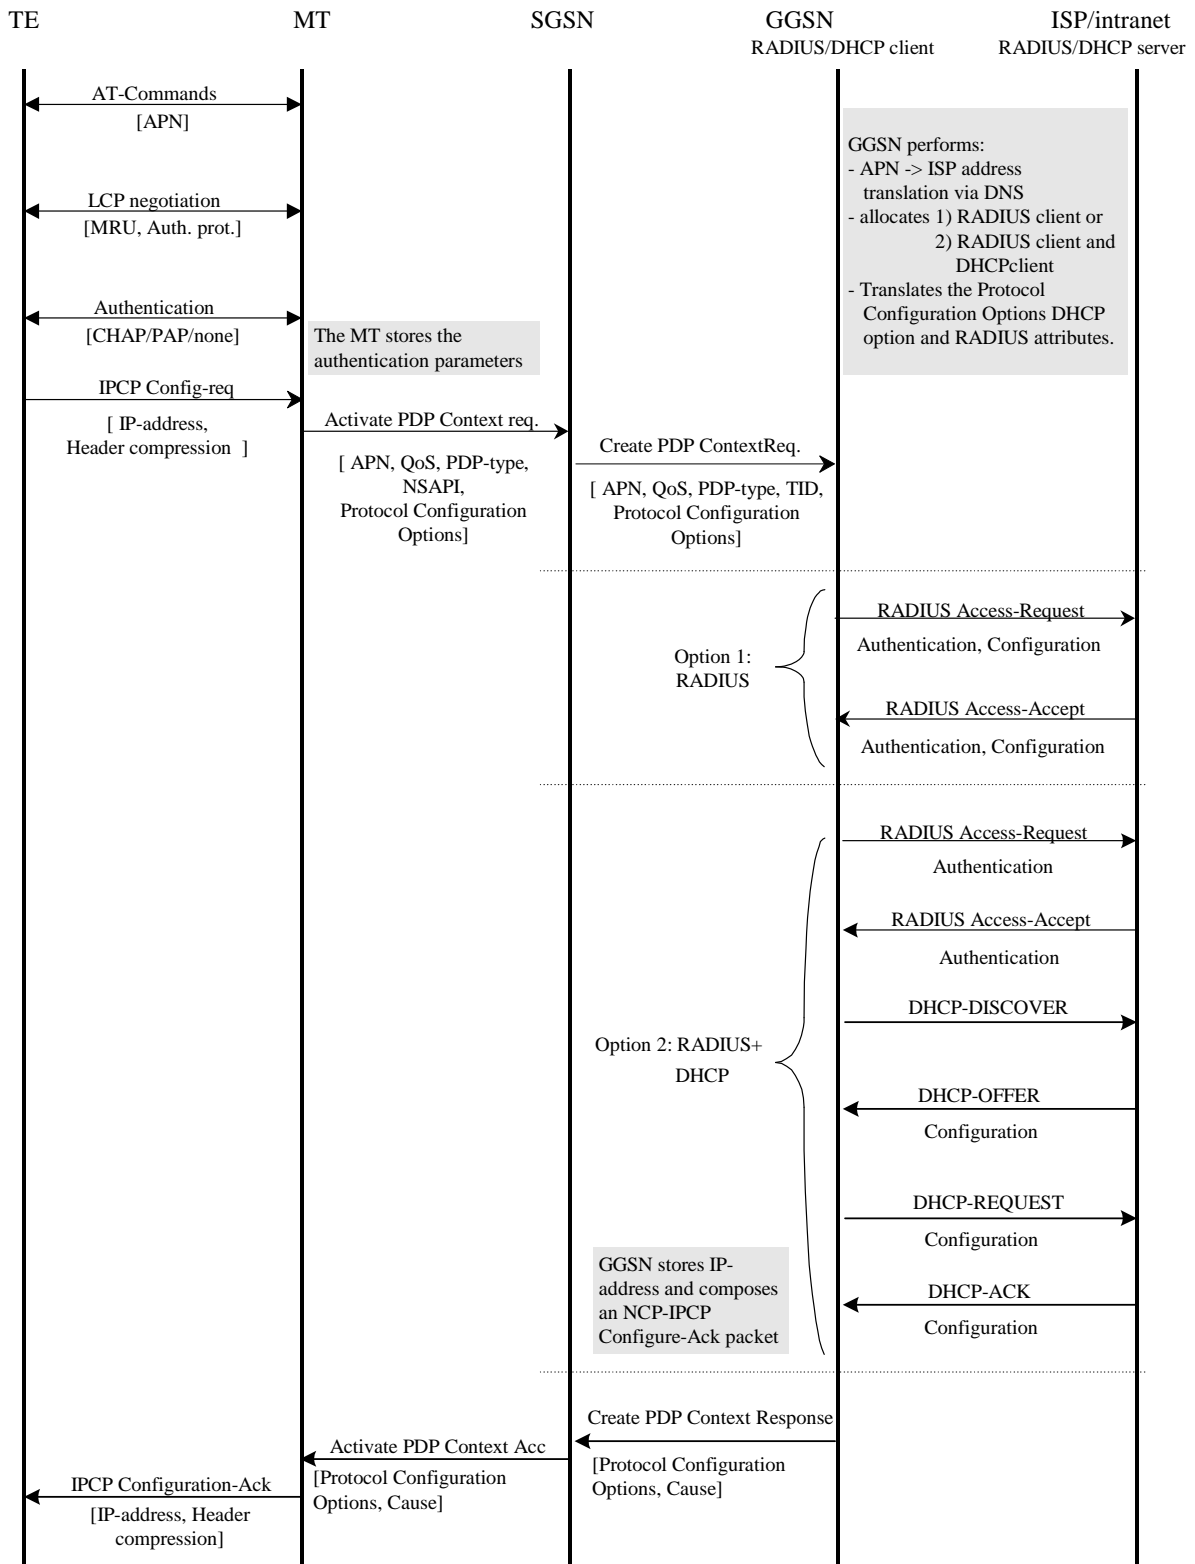 TE
MT
SGSN
GGSN
ISP/intranet
RADIUS/DHCP client
RADIUS/DHCP server
AT-Commands
[APN]
GGSN performs:
- APN -> ISP address
translation via DNS
- allocates 1) RADIUS client or
2) RADIUS client and
DHCPclient
- Translates the Protocol
Configuration Options DHCP
option and RADIUS attributes.
LCP negotiation
[MRU, Auth. prot.]
Authentication
[CHAP/PAP/none]
The MT stores the
authentication parameters
IPCP Config-req
[ IP-address,
Header compression ]
Activate PDP Context req.
[ APN, QoS, PDP-type,
NSAPI,
Protocol Configuration
Options]
Create PDP ContextReq.
[ APN, QoS, PDP-type, TID,
Protocol Configuration
Options]
RADIUS Access-Request
Authentication, Configuration
Option 1:
RADIUS
RADIUS Access-Accept
Authentication, Configuration
RADIUS Access-Request
Authentication
RADIUS Access-Accept
Authentication
DHCP-DISCOVER
Option 2: RADIUS+
DHCP
DHCP-OFFER
Configuration
DHCP-REQUEST
Configuration
GGSN stores IP-
address and composes
an NCP-IPCP
Configure-Ack packet
DHCP-ACK
Configuration
Create PDP Context Response
[Protocol Configuration
Options, Cause]
Activate PDP Context Acc
[Protocol Configuration
Options, Cause]
IPCP Configuration-Ack
[IP-address, Header
compression]